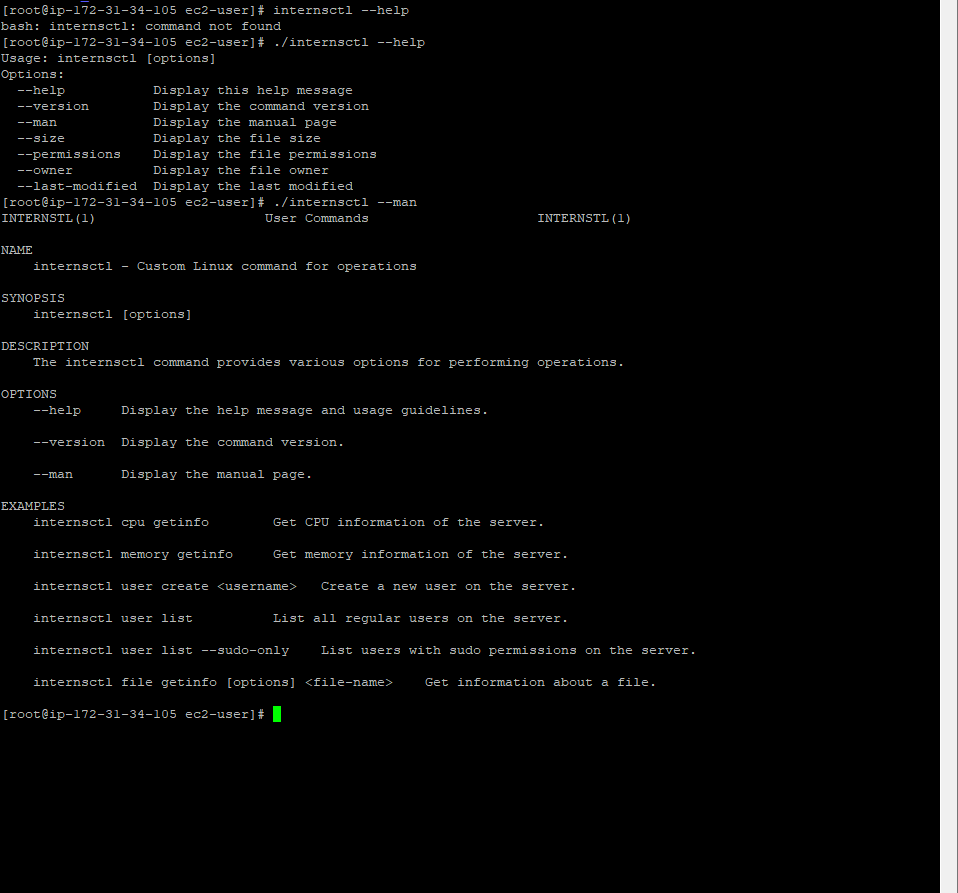 [root@ip-172-31-34-105 ec2-user]# internsctl --help
bash: internsctl: command not found
[root@ip-172-31-34-105 ec2-user]# ./internsctl --help
Usage: internsctl [options]
Options:
  --help           Display this help message
  --version        Display the command version
  --man            Display the manual page
  --size           Diaplay the file size
  --permissions    Display the file permissions
  --owner          Display the file owner
  --last-modified  Display the last modified
[root@ip-172-31-34-105 ec2-user]# ./internsctl --man
INTERNSTL(1)                     User Commands                     INTERNSTL(1)
NAME
    internsctl - Custom Linux command for operations
SYNOPSIS
    internsctl [options]
DESCRIPTION
    The internsctl command provides various options for performing operations.
OPTIONS
    --help     Display the help message and usage guidelines.
    --version  Display the command version.
    --man      Display the manual page.
EXAMPLES
    internsctl cpu getinfo        Get CPU information of the server.
    internsctl memory getinfo     Get memory information of the server.
    internsctl user create <username>   Create a new user on the server.
    internsctl user list          List all regular users on the server.
    internsctl user list --sudo-only    List users with sudo permissions on the server.
    internsctl file getinfo [options] <file-name>    Get information about a file.
[root@ip-172-31-34-105 ec2-user]#